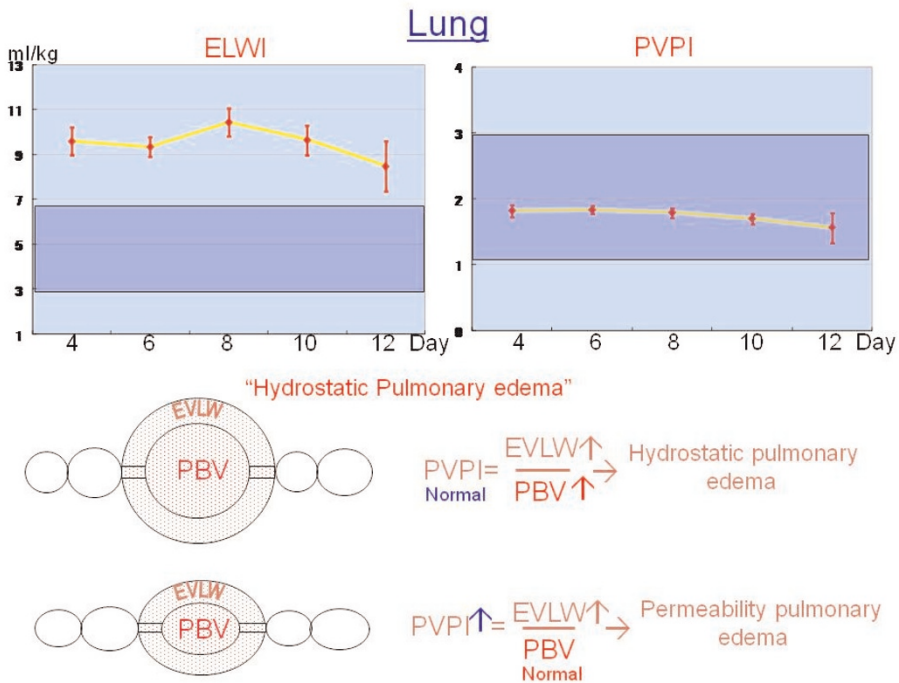 Lung
ELWI
ml/kg
13
11
9
7
5
3
1
4 6 8 10 12 Day
PVPI
4
3
2
1
0
4 6 8 10 12 Day
“Hydrostatic Pulmonary edema”
EVLW
PBV
PVPI= EVLW↑ → Hydrostatic pulmonary
Normal PBV↑ edema
EVLW
PBV
PVPI↑= EVLW↑ → Permeability pulmonary
PBV edema
Normal